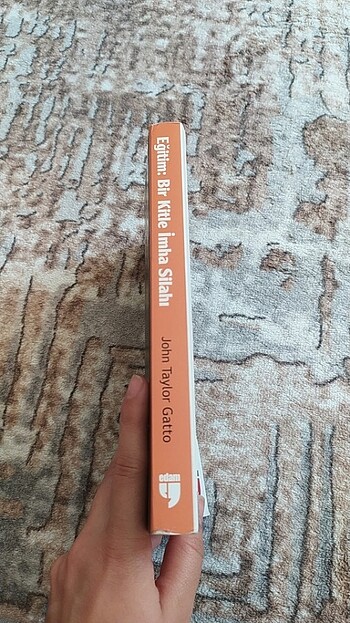 Eğitim: Bir Kitle İmha Silahı
John Taylor Gatto
edam